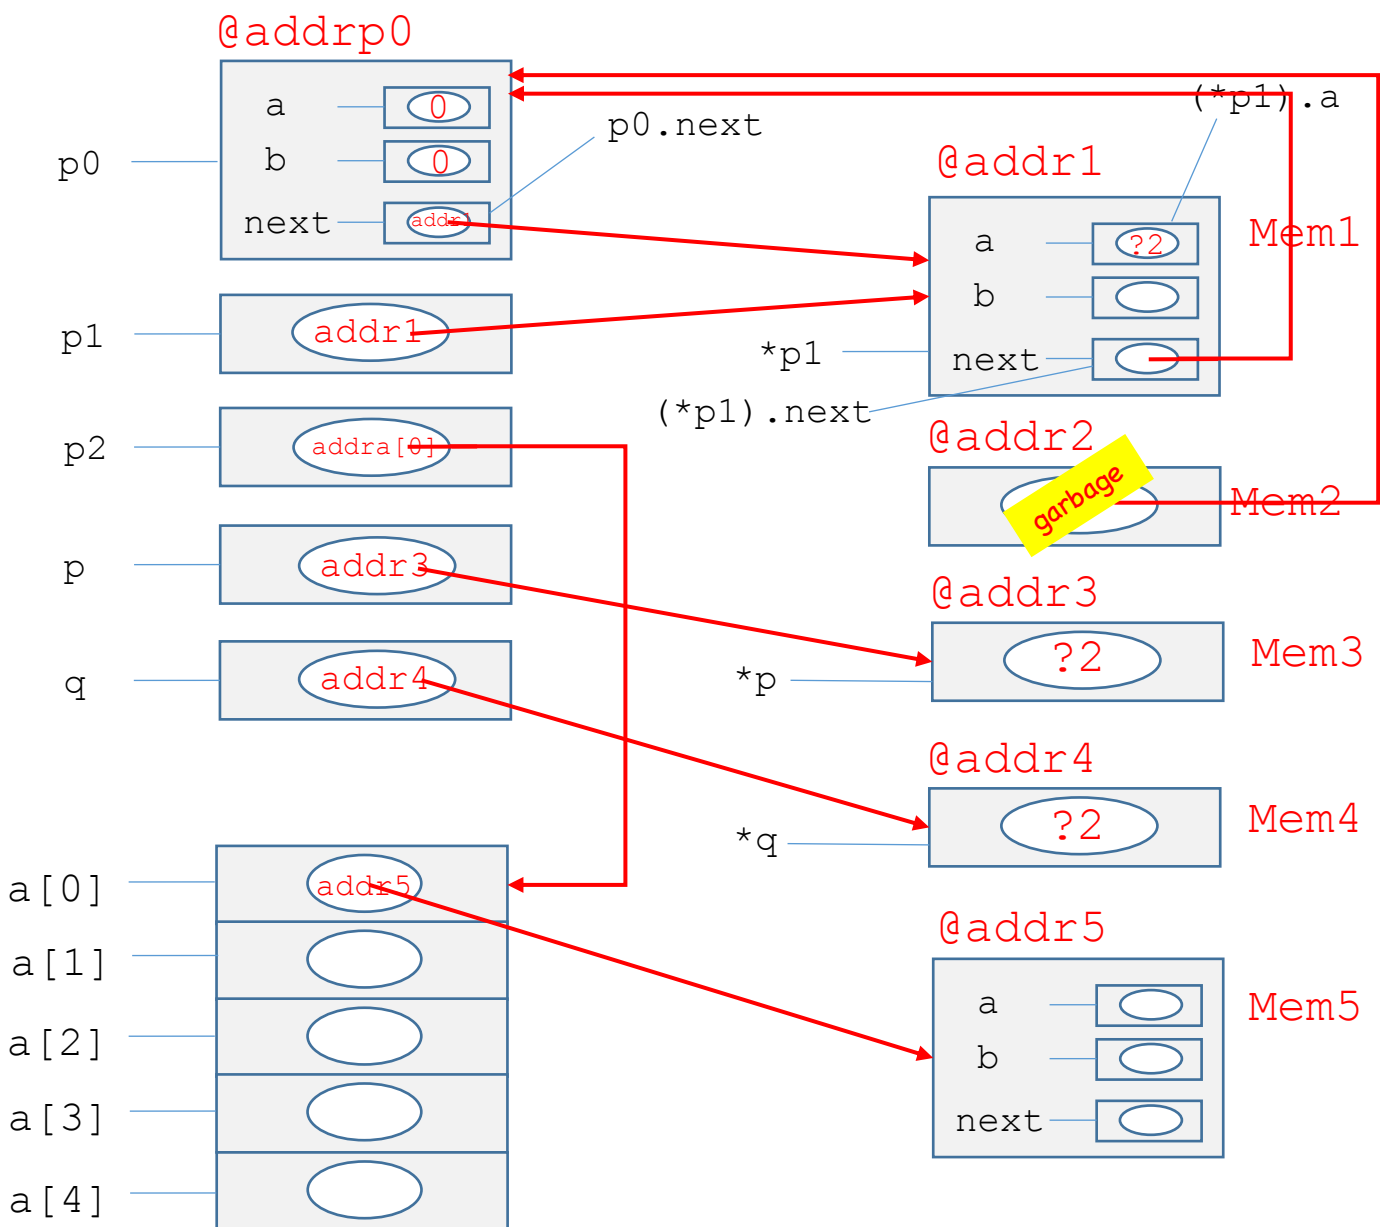 @addrp0
a 0
b 0
next addr1
p0
p0.next
(*p1).a
@addr1
Mem1
a ?2
b
next
*p1
(*p1).next
p1 addr1
p2 addra[0]
@addr2
garbage
Mem2
p addr3
@addr3
?2
Mem3
*p
q addr4
@addr4
?2
Mem4
*q
a[0] addr5
a[1]
a[2]
a[3]
a[4]
@addr5
Mem5
a
b
next